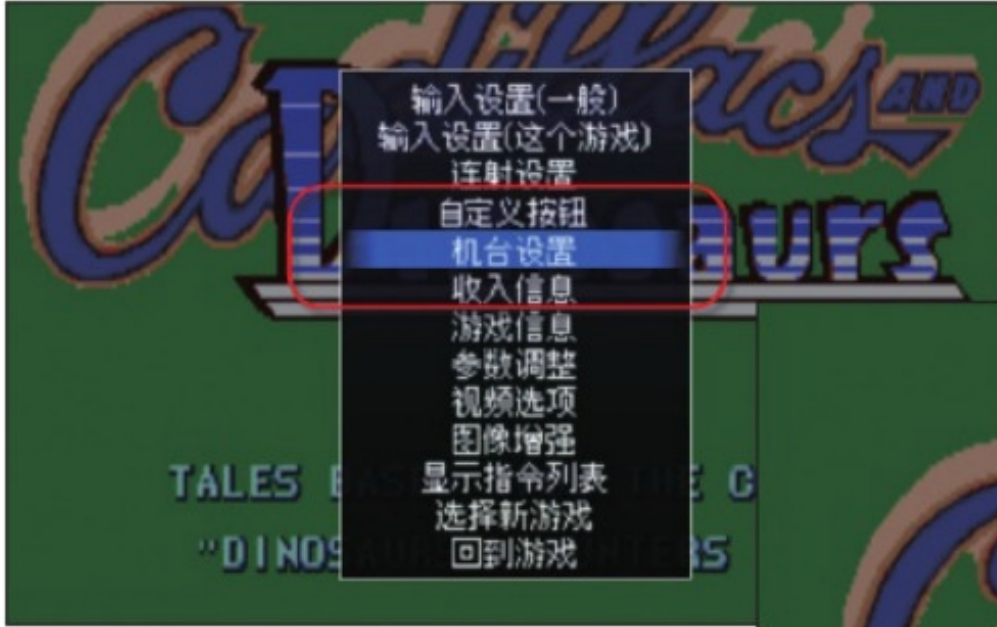 Cadillacs AND
输入设置(一般)
输入设置(这个游戏)
连射设置
自定义按钮
机台设置
收入信息
游戏信息
参数调整
视频选项
图像增强
显示指令列表
选择新游戏
回到游戏
TALES
"DINOS